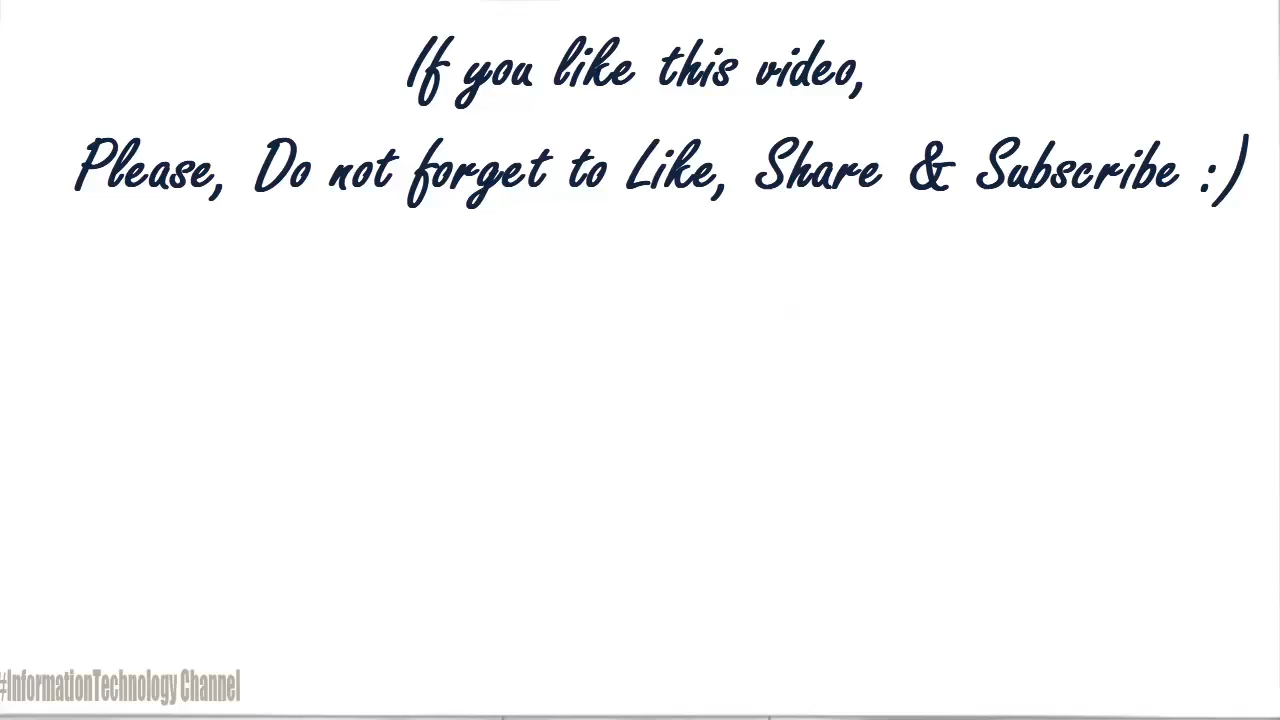 If you like this video,
Please, Do not forget to Like, Share & Subscribe :)
#InformationTechnology Channel